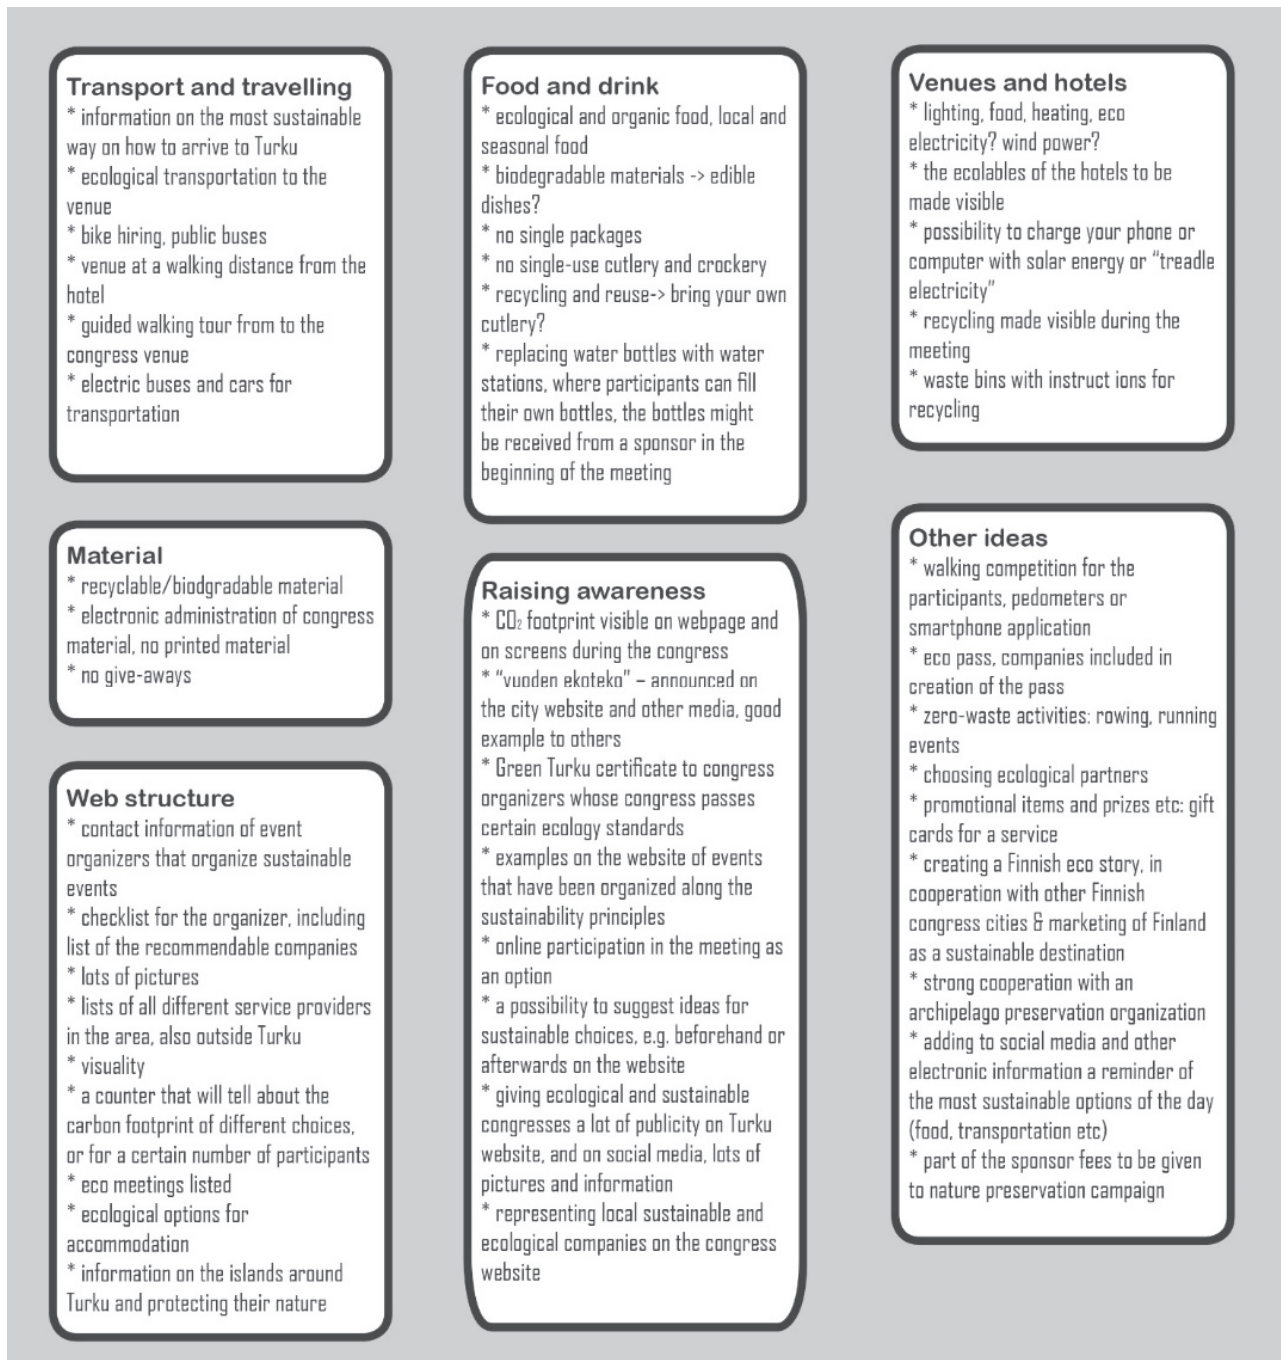 Transport and travelling
* information on the most sustainable
way on how to arrive to Turku
* ecological transportation to the
venue
* bike hiring, public buses
* venue at a walking distance from the
hotel
* guided walking tour from to the
congress venue
* electric buses and cars for
transportation
Material
* recyclable/biodgradable material
* electronic administration of congress
material, no printed material
* no give-aways
Web structure
* contact information of event
organizers that organize sustainable
events
* checklist for the organizer, including
list of the recommendable companies
* lots of pictures
* lists of all different service providers
in the area, also outside Turku
* visuality
* a counter that will tell about the
carbon footprint of different choices,
or for a certain number of participants
* eco meetings listed
* ecological options for
accommodation
* information on the islands around
Turku and protecting their nature
Food and drink
* ecological and organic food, local and
seasonal food
* biodegradable materials -> edible
dishes?
* no single packages
* no single-use cutlery and crockery
* recycling and reuse-> bring your own
cutlery?
* replacing water bottles with water
stations, where participants can fill
their own bottles, the bottles might
be received from a sponsor in the
beginning of the meeting
Raising awareness
* CO₂ footprint visible on webpage and
on screens during the congress
* "vuoden ekoteko" – announced on
the city website and other media, good
example to others
* Green Turku certificate to congress
organizers whose congress passes
certain ecology standards
* examples on the website of events
that have been organized along the
sustainability principles
* online participation in the meeting as
an option
* a possibility to suggest ideas for
sustainable choices, e.g. beforehand or
afterwards on the website
* giving ecological and sustainable
congresses a lot of publicity on Turku
website, and on social media, lots of
pictures and information
* representing local sustainable and
ecological companies on the congress
website
Venues and hotels
* lighting, food, heating, eco
electricity? wind power?
* the ecolables of the hotels to be
made visible
* possibility to charge your phone or
computer with solar energy or "treadle
electricity"
* recycling made visible during the
meeting
* waste bins with instruct ions for
recycling
Other ideas
* walking competition for the
participants, pedometers or
smartphone application
* eco pass, companies included in
creation of the pass
* zero-waste activities: rowing, running
events
* choosing ecological partners
* promotional items and prizes etc: gift
cards for a service
* creating a Finnish eco story, in
cooperation with other Finnish
congress cities & marketing of Finland
as a sustainable destination
* strong cooperation with an
archipelago preservation organization
* adding to social media and other
electronic information a reminder of
the most sustainable options of the day
(food, transportation etc)
* part of the sponsor fees to be given
to nature preservation campaign